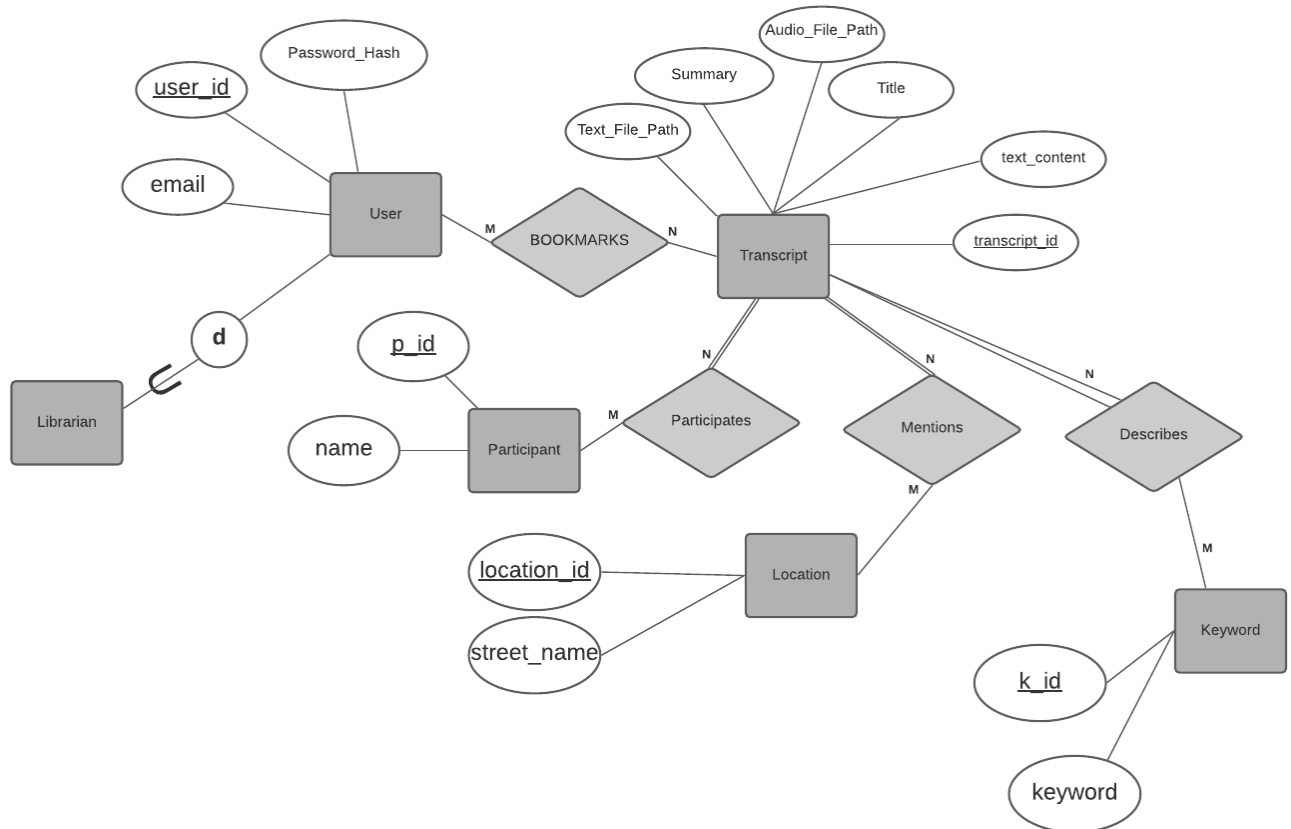 Audio_File_Path
Password_Hash
Summary
user_id
Title
Text_File_Path
text_content
email
User
M
BOOKMARKS
N
transcript_id
Transcript
d
p_id
N
N
N
Librarian
M
Participates
Mentions
Describes
name
Participant
M
M
location_id
Location
street_name
Keyword
k_id
keyword